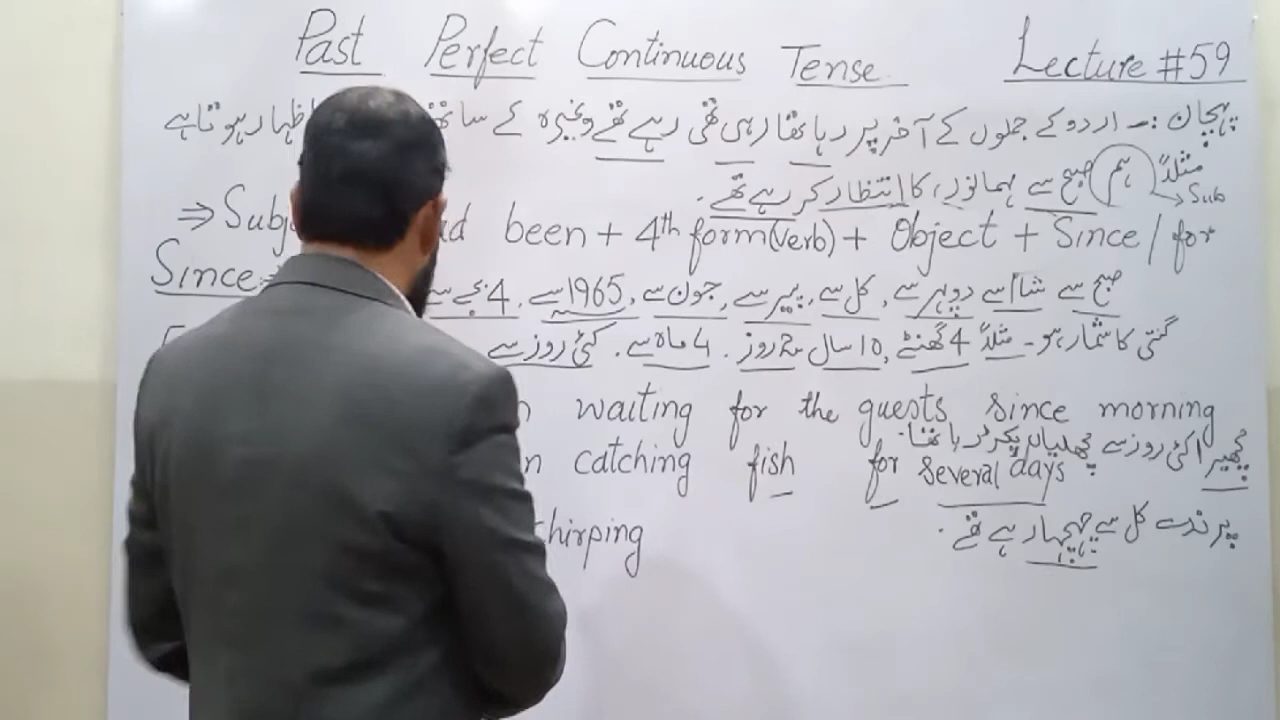 Past Perfect Continuous Tense Lecture #59
پہچان :۔ اردو کے جملوں کے آخر پر رہا تھا رہی تھی رہے تھے وغیرہ کے ساتھ اظہار ہوتا ہے
مثلاً ہم صبح سے مہمانوں کا انتظار کر رہے تھے۔
Sub
⇒ Subj been + 4th form (Verb) + Object + Since / for
Since صبح سے شام سے دوپہر سے, کل سے, پیر سے, جون سے, 1965 سے, 4 بجے سے
گنتی کا شمار ہو۔ مثلاً 4 گھنٹے, 10 سال روز. 4 ماہ سے. کئی روز سے
waiting for the guests since morning
مچھیرا کئی روز سے مچھلیاں پکڑ رہا تھا.
catching fish for several days
پرندے کل سے چہچہا رہے تھے.
chirping